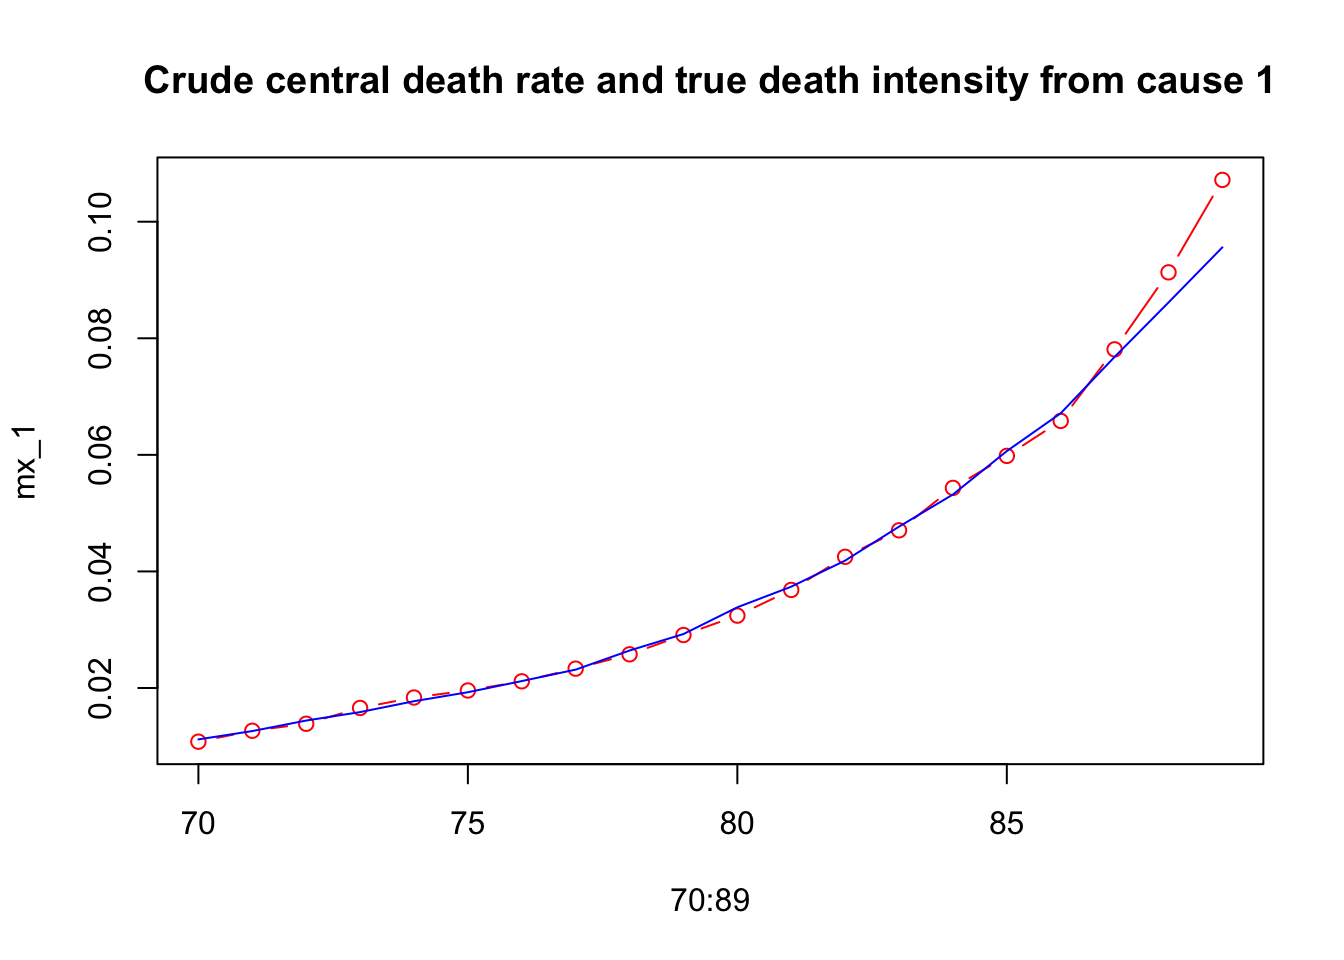 Crude central death rate and true death intensity from cause 1
mx_1
0.10
0.08
0.06
0.04
0.02
70 75 80 85
70:89